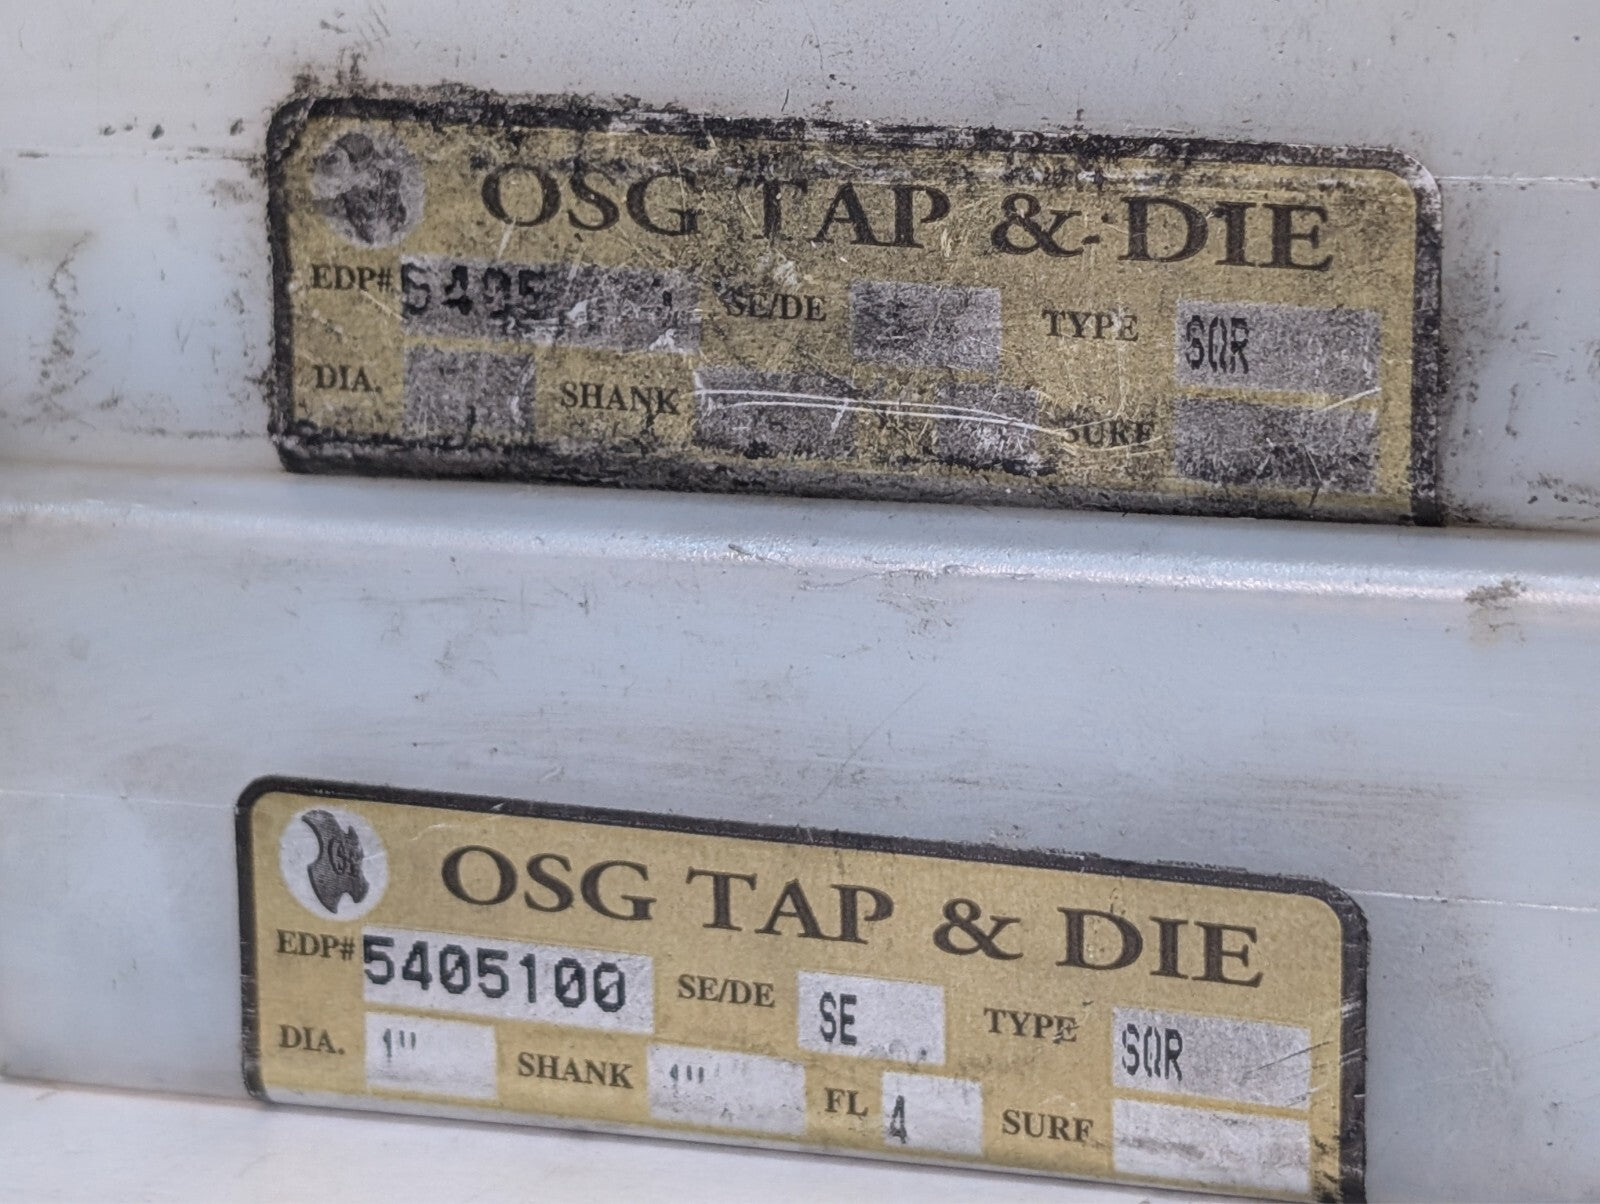 OSG TAP & DIE
EDP# SE/DE TYPE SQR
DIA. SHANK SURF
OSG TAP & DIE
EDP# 5405100 SE/DE SE TYPE SQR
DIA. 1" SHANK 1" FL 4 SURF